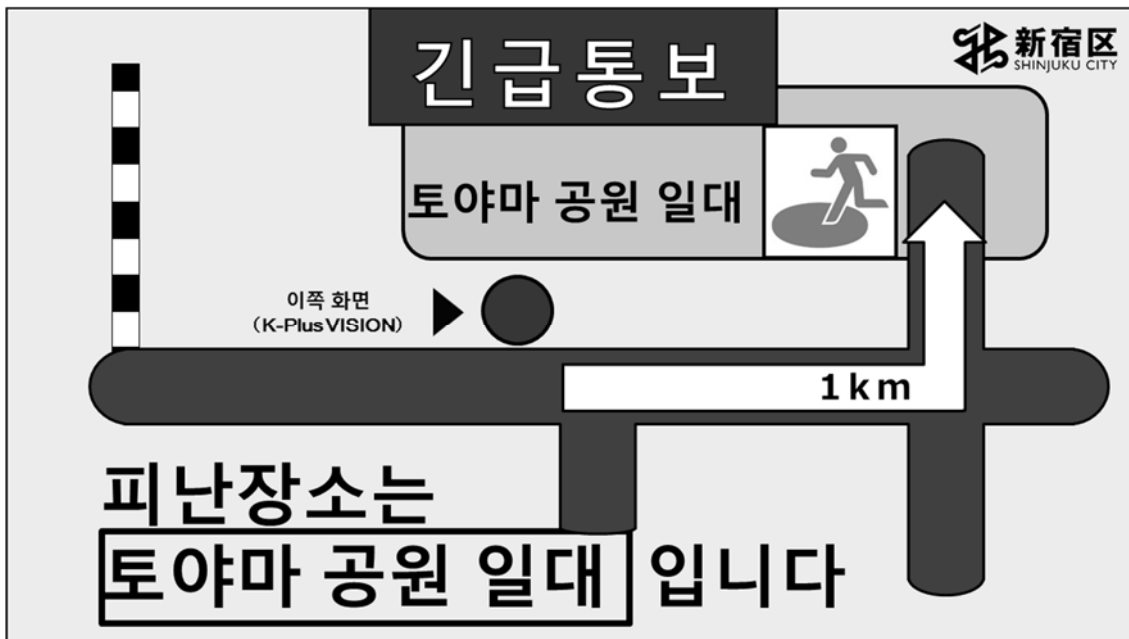 긴급통보
新宿区
SHINJUKU CITY
토야마 공원 일대
이쪽 화면
(K-Plus VISION)
1km
피난장소는
토야마 공원 일대 입니다